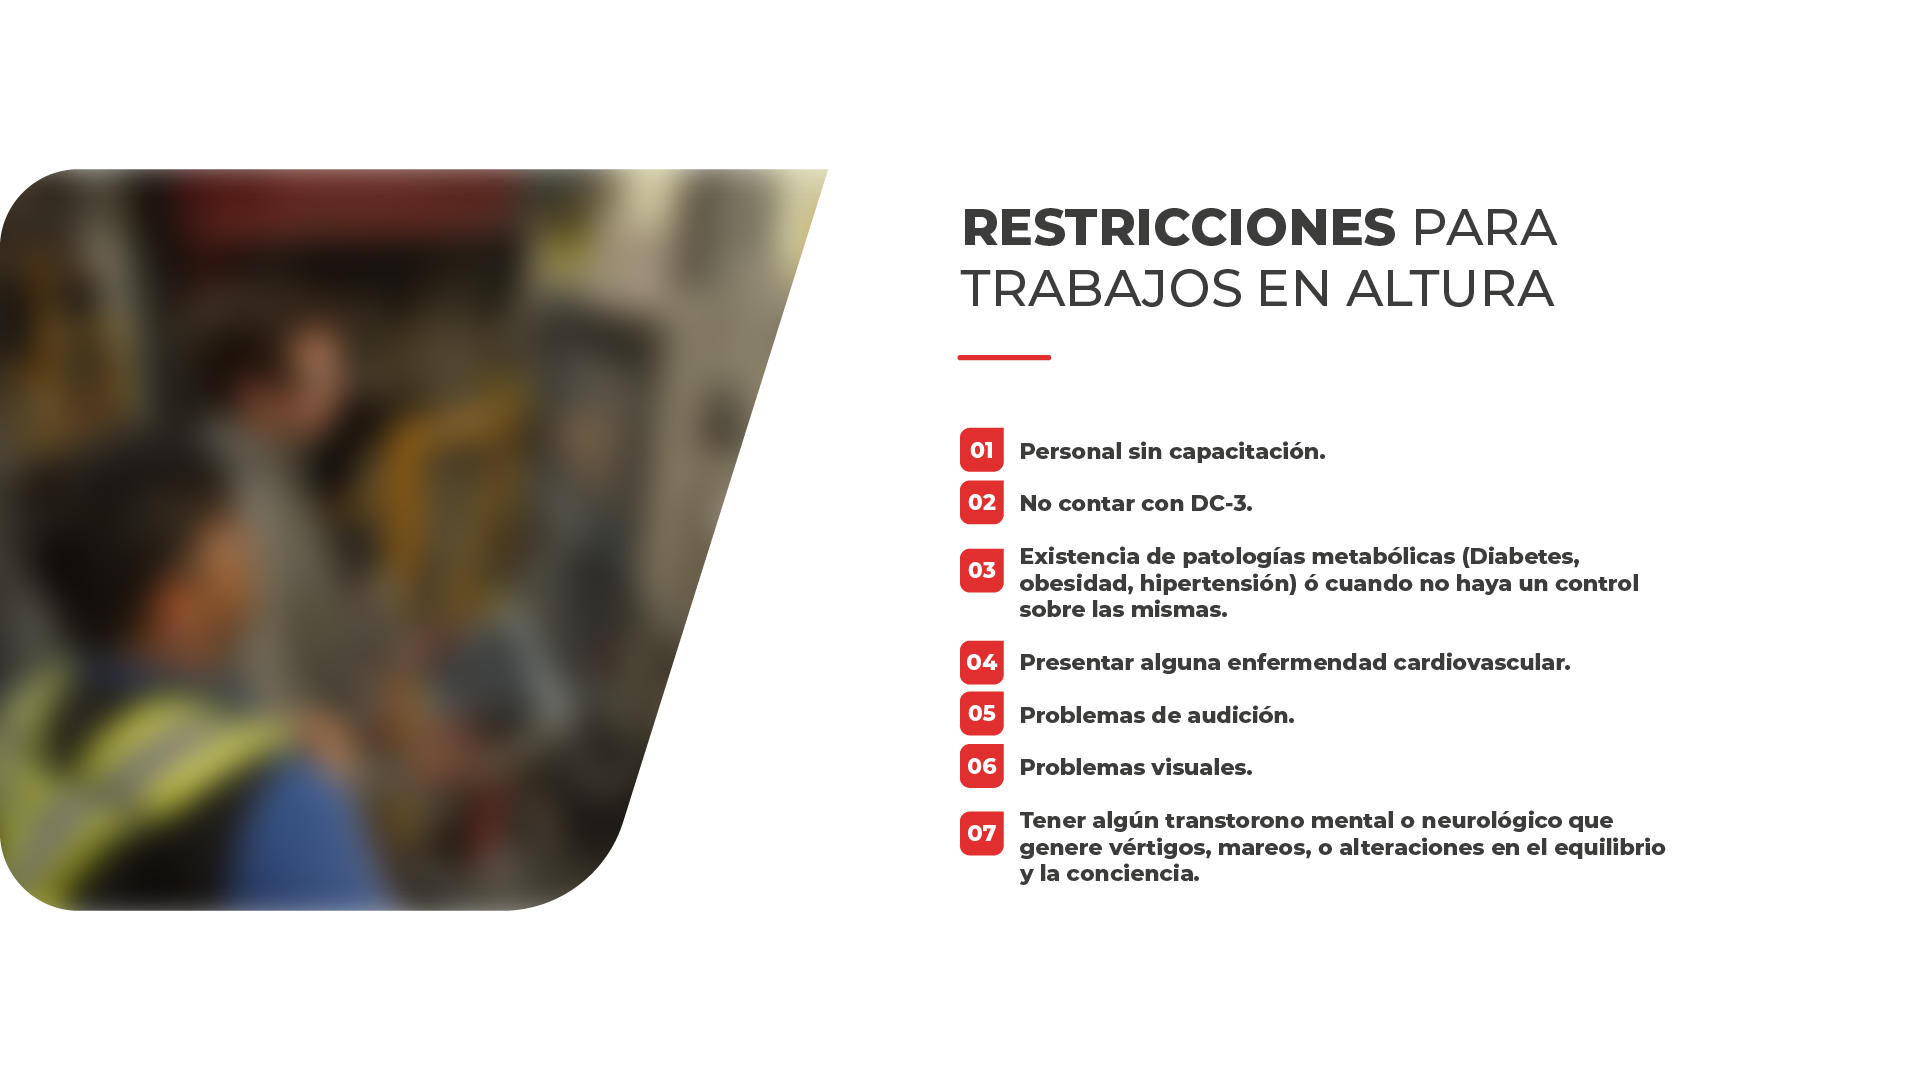 RESTRICCIONES PARA
TRABAJOS EN ALTURA
01 Personal sin capacitación.
02 No contar con DC-3.
03 Existencia de patologías metabólicas (Diabetes,
obesidad, hipertensión) ó cuando no haya un control
sobre las mismas.
04 Presentar alguna enfermendad cardiovascular.
05 Problemas de audición.
06 Problemas visuales.
07 Tener algún transtorono mental o neurológico que
genere vértigos, mareos, o alteraciones en el equilibrio
y la conciencia.